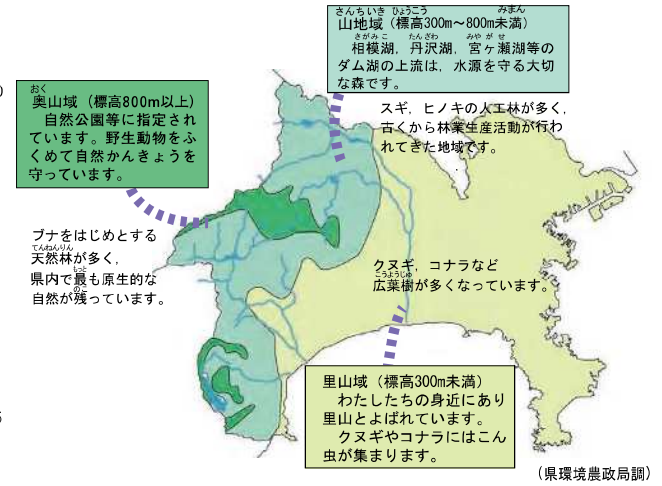 さんちいき ひょうこう みまん
山地域（標高300m～800m未満）
さがみこ たんざわ みやがせ
相模湖，丹沢湖，宮ヶ瀬湖等の
ダム湖の上流は，水源を守る大切
な森です。
スギ，ヒノキの人工林が多く，
古くから林業生産活動が行わ
れてきた地域です。
おく
奥山域（標高800m以上）
自然公園等に指定され
ています。野生動物をふ
くめて自然かんきょうを
守っています。
ブナをはじめとする
てんねんりん
天然林が多く，
もっと
県内で最も原生的な
のこ
自然が残っています。
クヌギ，コナラなど
こうようじゅ
広葉樹が多くなっています。
里山域（標高300m未満）
わたしたちの身近にあり
里山とよばれています。
クヌギやコナラにはこん
虫が集まります。
（県環境農政局調）